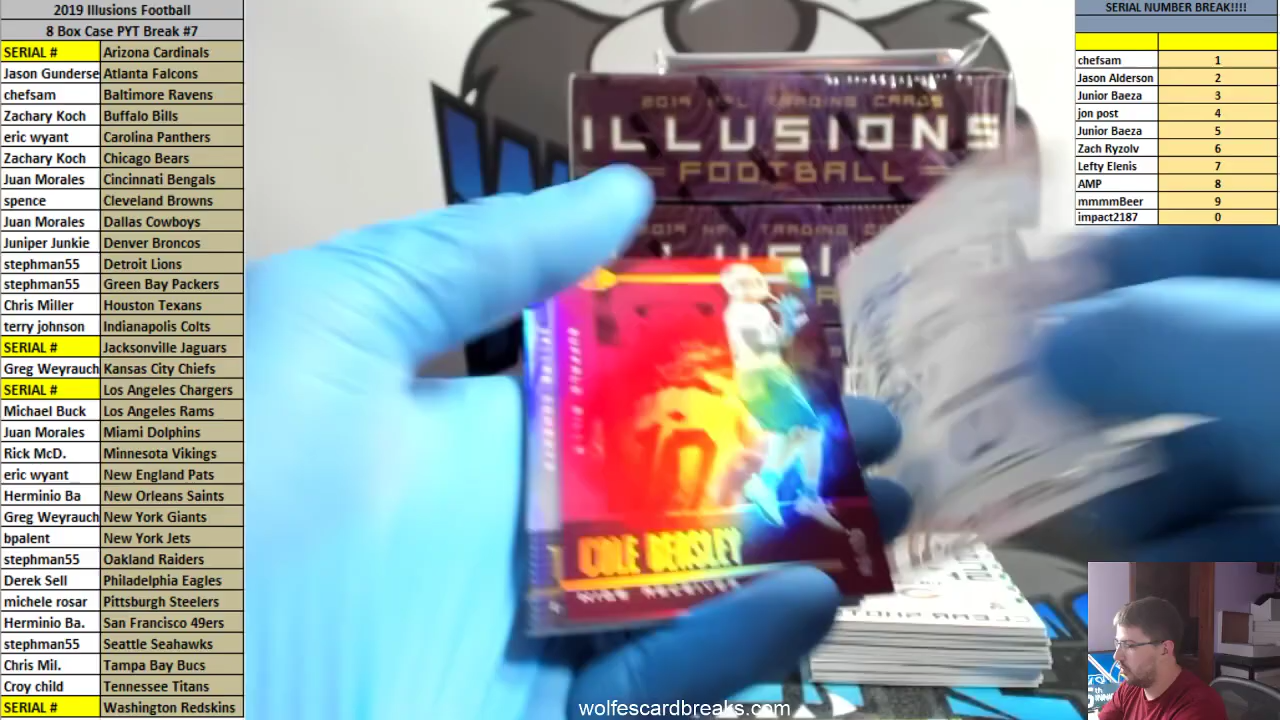 2019 Illusions Football
8 Box Case PYT Break #7
SERIAL # Arizona Cardinals
Jason Gunderse Atlanta Falcons
chefsam Baltimore Ravens
Zachary Koch Buffalo Bills
eric wyant Carolina Panthers
Zachary Koch Chicago Bears
Juan Morales Cincinnati Bengals
spence Cleveland Browns
Juan Morales Dallas Cowboys
Juniper Junkie Denver Broncos
stephman55 Detroit Lions
stephman55 Green Bay Packers
Chris Miller Houston Texans
terry johnson Indianapolis Colts
SERIAL # Jacksonville Jaguars
Greg Weyrauch Kansas City Chiefs
SERIAL # Los Angeles Chargers
Michael Buck Los Angeles Rams
Juan Morales Miami Dolphins
Rick McD. Minnesota Vikings
eric wyant New England Pats
Herminio Ba New Orleans Saints
Greg Weyrauch New York Giants
bpalent New York Jets
stephman55 Oakland Raiders
Derek Sell Philadelphia Eagles
michele rosar Pittsburgh Steelers
Herminio Ba. San Francisco 49ers
stephman55 Seattle Seahawks
Chris Mil. Tampa Bay Bucs
Croy child Tennessee Titans
SERIAL # Washington Redskins
2019 NFL TRADING CARDS
ILLUSIONS
FOOTBALL
COLE BEASLEY
WIDE RECEIVER
wolfescardbreaks.com
SERIAL NUMBER BREAK!!!!
chefsam 1
Jason Alderson 2
Junior Baeza 3
jon post 4
Junior Baeza 5
Zach Ryzolv 6
Lefty Elenis 7
AMP 8
mmmmBeer 9
impact2187 0